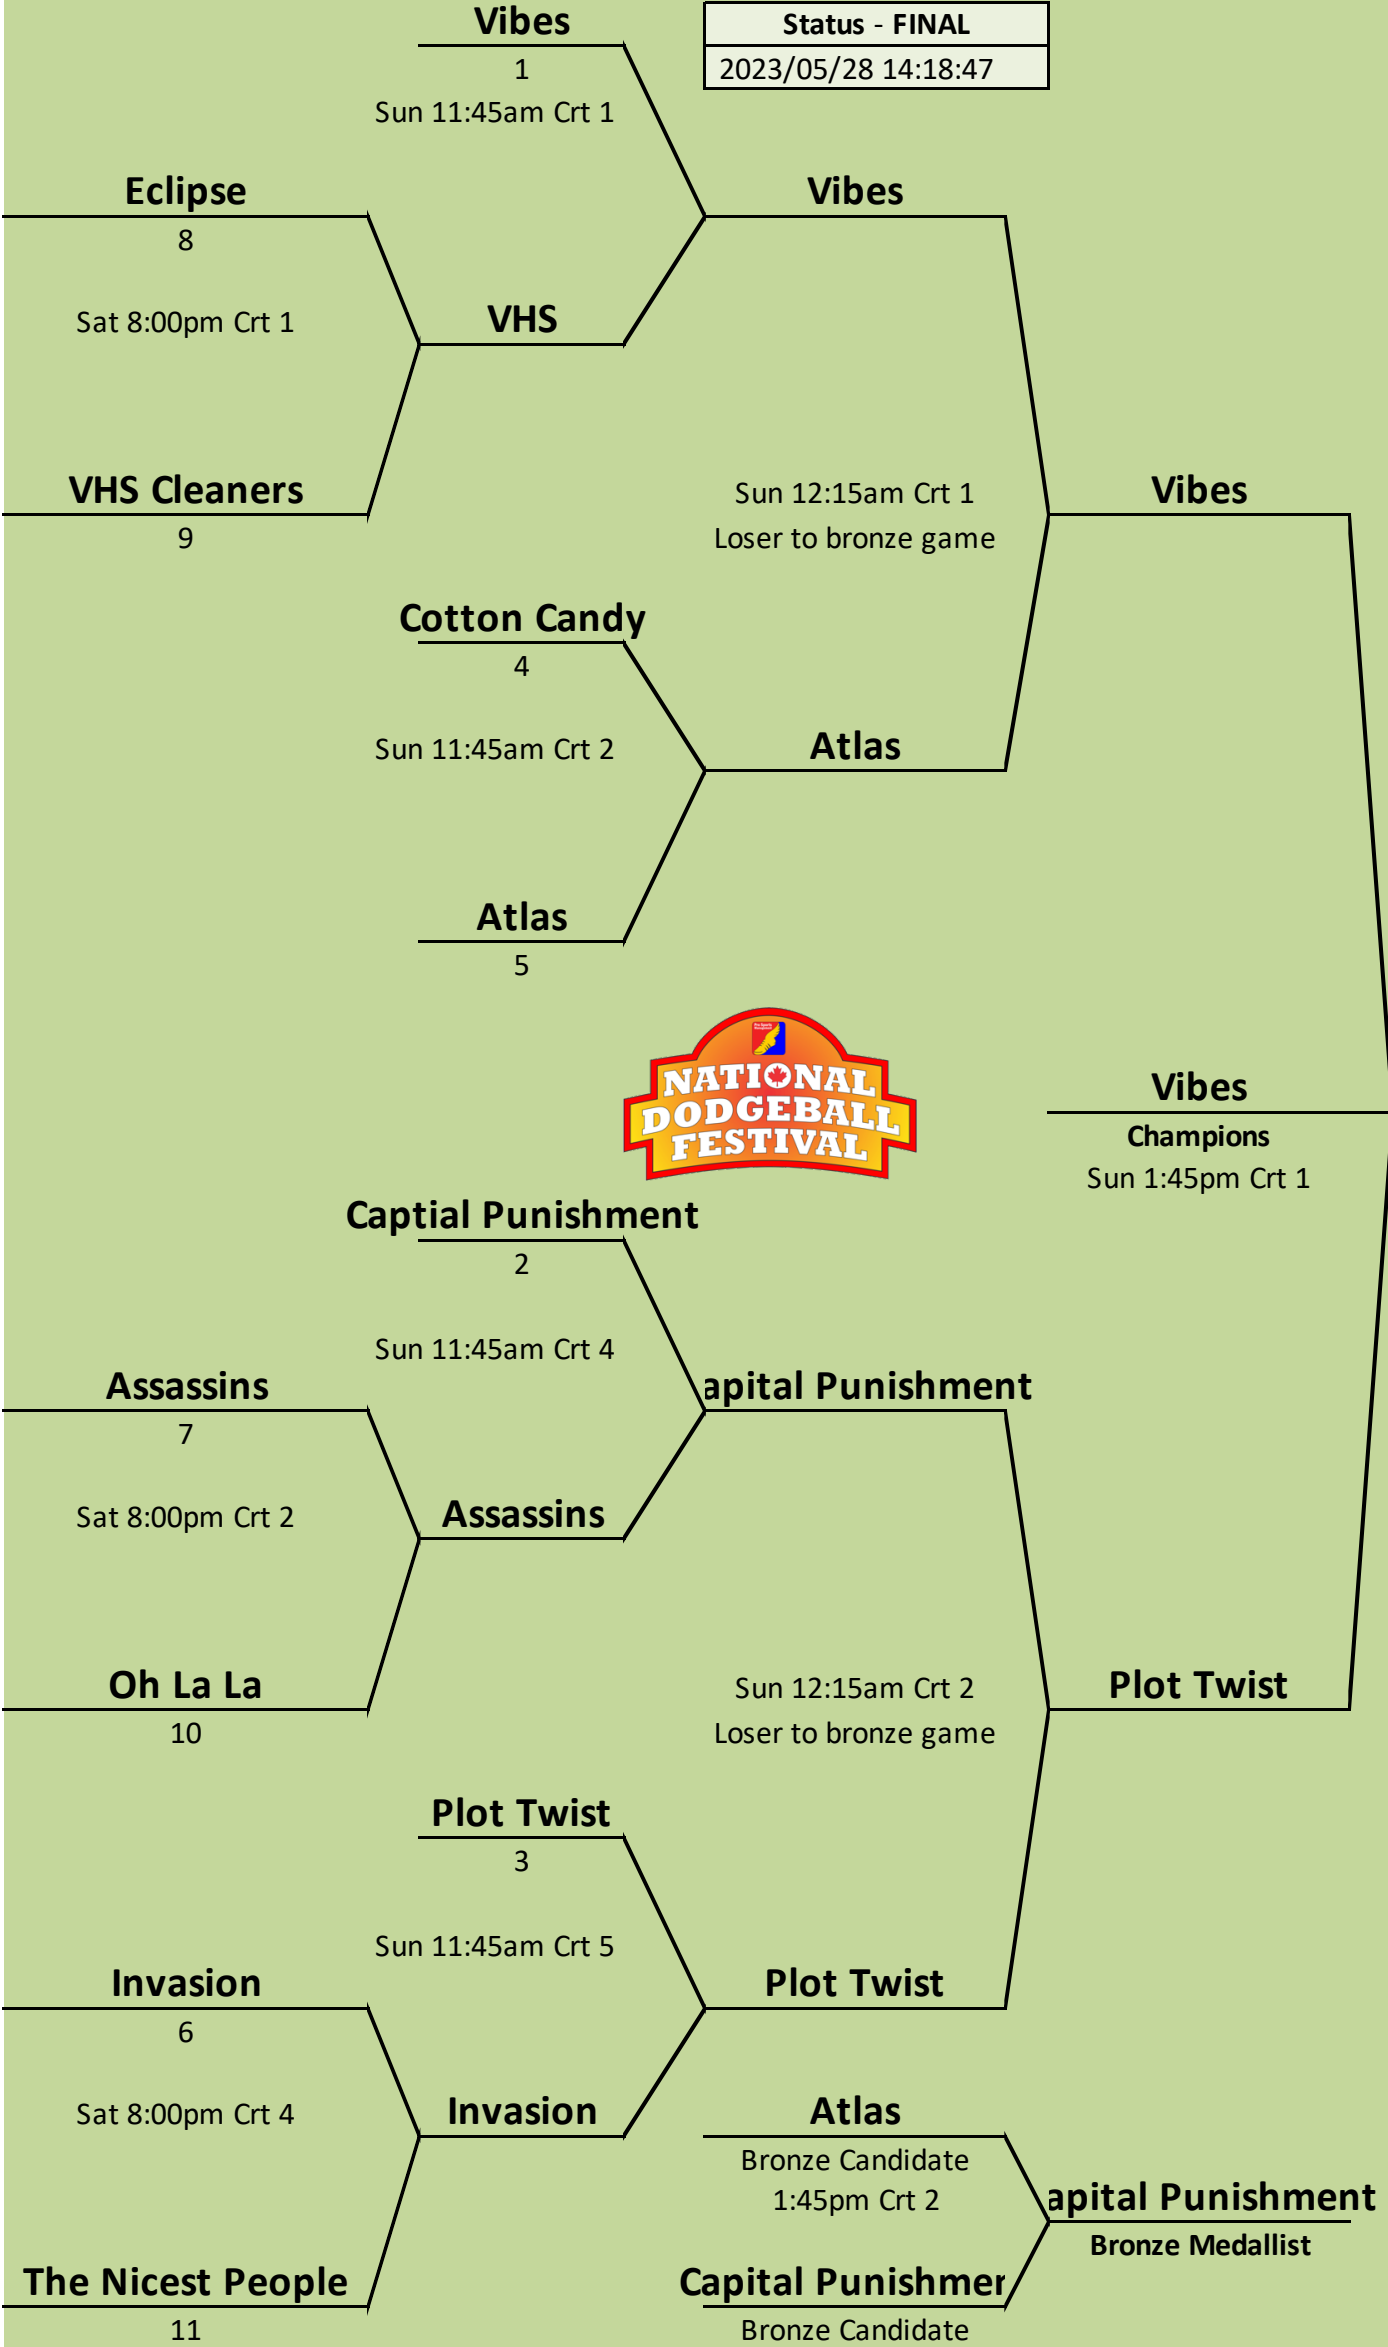 Vibes
Status - FINAL
1
2023/05/28 14:18:47
Sun 11:45am Crt 1
Eclipse
Vibes
8
Sat 8:00pm Crt 1
VHS
VHS Cleaners
Sun 12:15am Crt 1
Vibes
9
Loser to bronze game
Cotton Candy
4
Sun 11:45am Crt 2
Atlas
Atlas
5
NATIONAL
DODGEBALL
FESTIVAL
Vibes
Champions
Sun 1:45pm Crt 1
Captial Punishment
2
Sun 11:45am Crt 4
Assassins
apital Punishment
7
Sat 8:00pm Crt 2
Assassins
Oh La La
Sun 12:15am Crt 2
Plot Twist
10
Loser to bronze game
Plot Twist
3
Sun 11:45am Crt 5
Invasion
Plot Twist
6
Sat 8:00pm Crt 4
Invasion
Atlas
Bronze Candidate
1:45pm Crt 2
apital Punishment
Bronze Medallist
The Nicest People
Capital Punishmer
11
Bronze Candidate